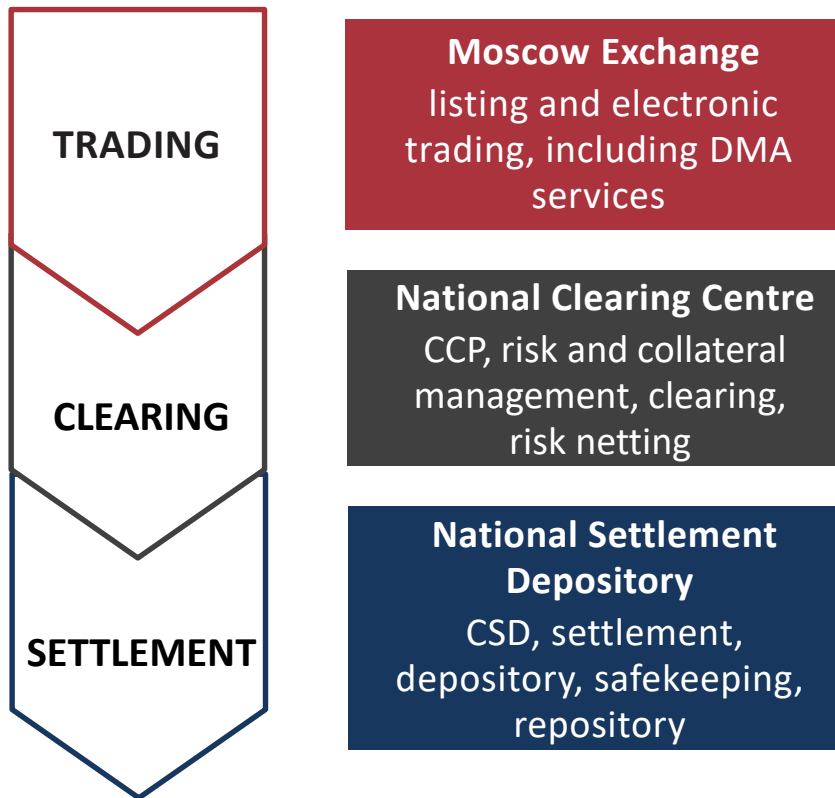 TRADING
Moscow Exchange
listing and electronic
trading, including DMA
services
CLEARING
National Clearing Centre
CCP, risk and collateral
management, clearing,
risk netting
SETTLEMENT
National Settlement
Depository
CSD, settlement,
depository, safekeeping,
repository